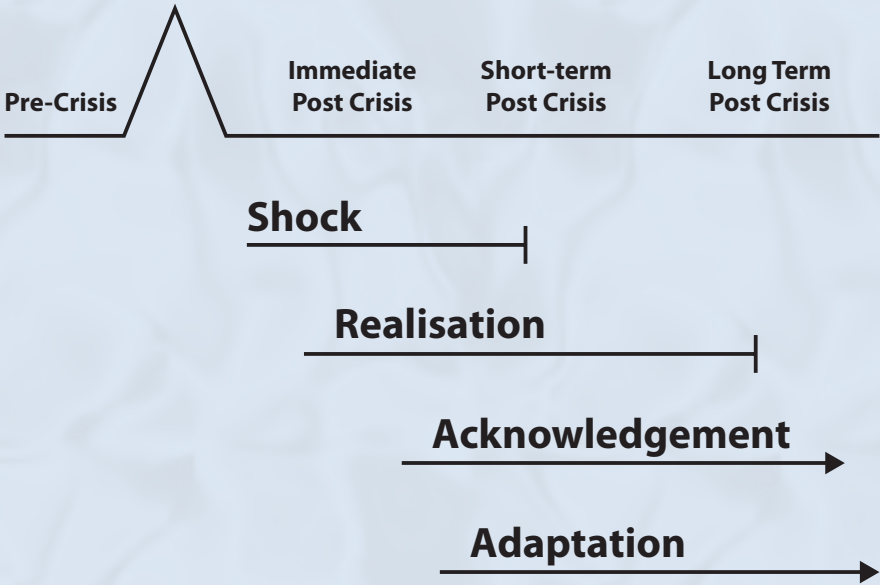 Pre-Crisis
Immediate
Post Crisis
Short-term
Post Crisis
Long Term
Post Crisis
Shock
Realisation
Acknowledgement
Adaptation